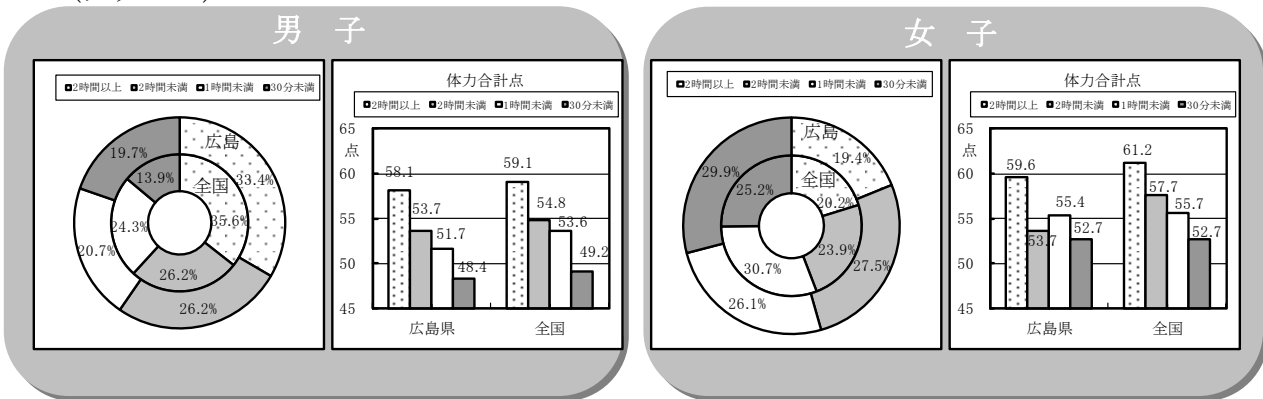 男 子
2時間以上 2時間未満 1時間未満 30分未満
広島
全国
19.7%
13.9%
33.4%
35.6%
24.3%
20.7%
26.2%
26.2%
体力合計点
2時間以上 2時間未満 1時間未満 30分未満
65
点
60
55
50
45
58.1
53.7
51.7
48.4
59.1
54.8
53.6
49.2
広島県
全国
女 子
2時間以上 2時間未満 1時間未満 30分未満
広島
全国
19.4%
20.2%
29.9%
25.2%
23.9%
27.5%
30.7%
26.1%
体力合計点
2時間以上 2時間未満 1時間未満 30分未満
65
点
60
55
50
45
59.6
53.7
55.4
52.7
61.2
57.7
55.7
52.7
広島県
全国